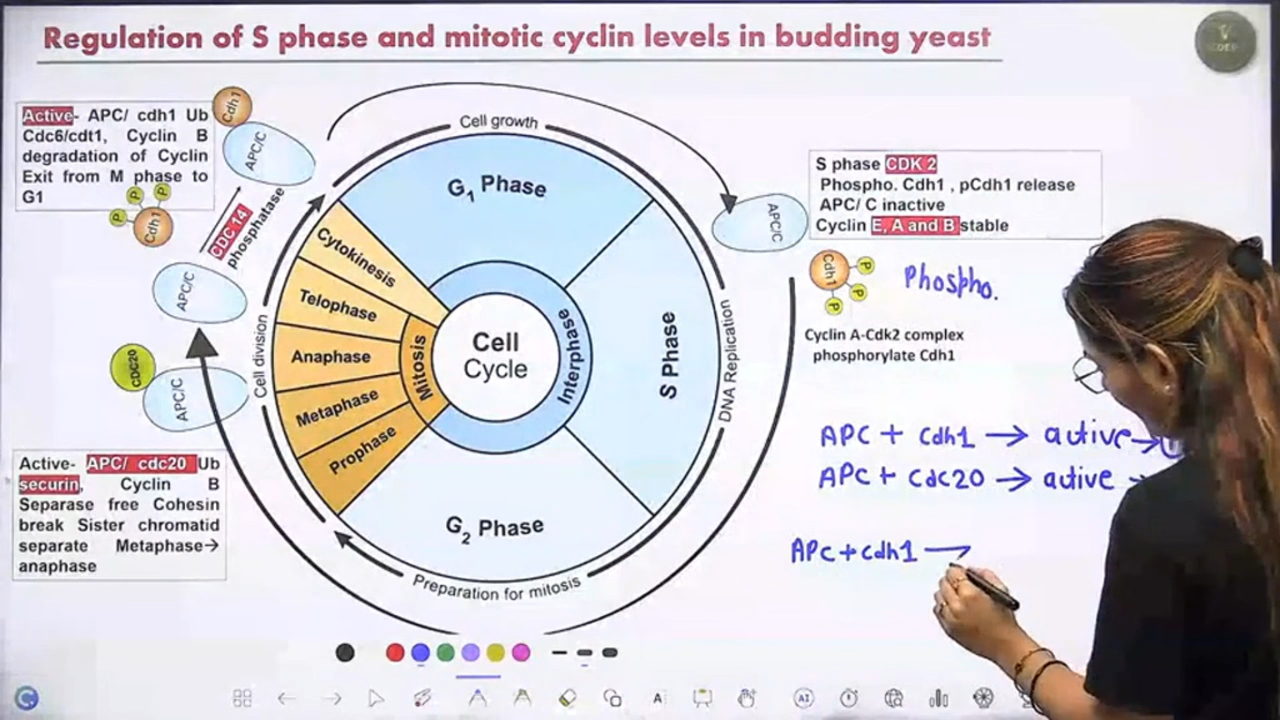 Regulation of S phase and mitotic cyclin levels in budding yeast
Active- APC/ cdh1 Ub
Cdc6/cdt1, Cyclin B
degradation of Cyclin
Exit from M phase to
G1
Cdh1
APC/C
P
P
P
Cdh1
CDC 14
phosphatase
APC/C
CDC20
APC/C
Active- APC/ cdc20 Ub
securin, Cyclin B
Separase free Cohesin
break Sister chromatid
separate Metaphase→
anaphase
Cell growth
G1 Phase
Cytokinesis
Telophase
Anaphase
Metaphase
Prophase
Mitosis
Cell division
Cell
Cycle
Interphase
S Phase
DNA Replication
G2 Phase
Preparation for mitosis
APC/C
S phase CDK 2
Phospho. Cdh1 , pCdh1 release
APC/ C inactive
Cyclin E, A and B stable
Cdh1
P
P
P
Phospho.
Cyclin A-Cdk2 complex
phosphorylate Cdh1
APC + Cdh1 → active →
APC + Cdc20 → active
APC + cdh1
AI
A